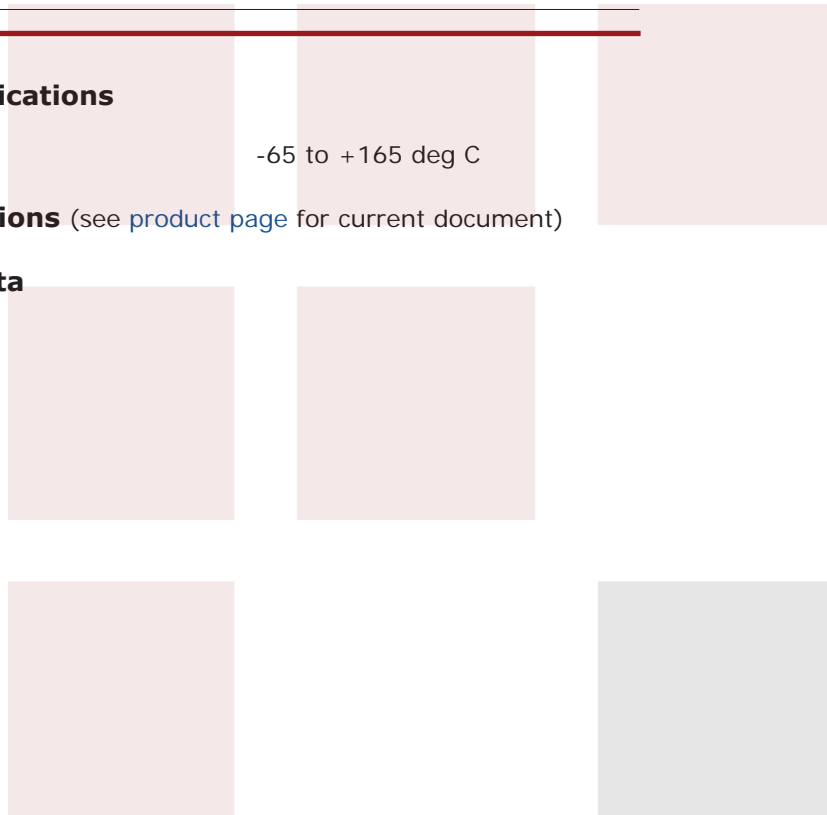 ications
-65 to +165 deg C
ions (see product page for current document)
ta